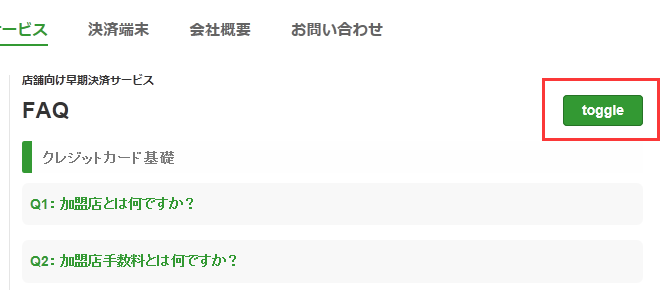 ービス 決済端末 会社概要 お問い合わせ
店舗向け早期決済サービス
FAQ
toggle
クレジットカード基礎
Q1: 加盟店とは何ですか？
Q2: 加盟店手数料とは何ですか？